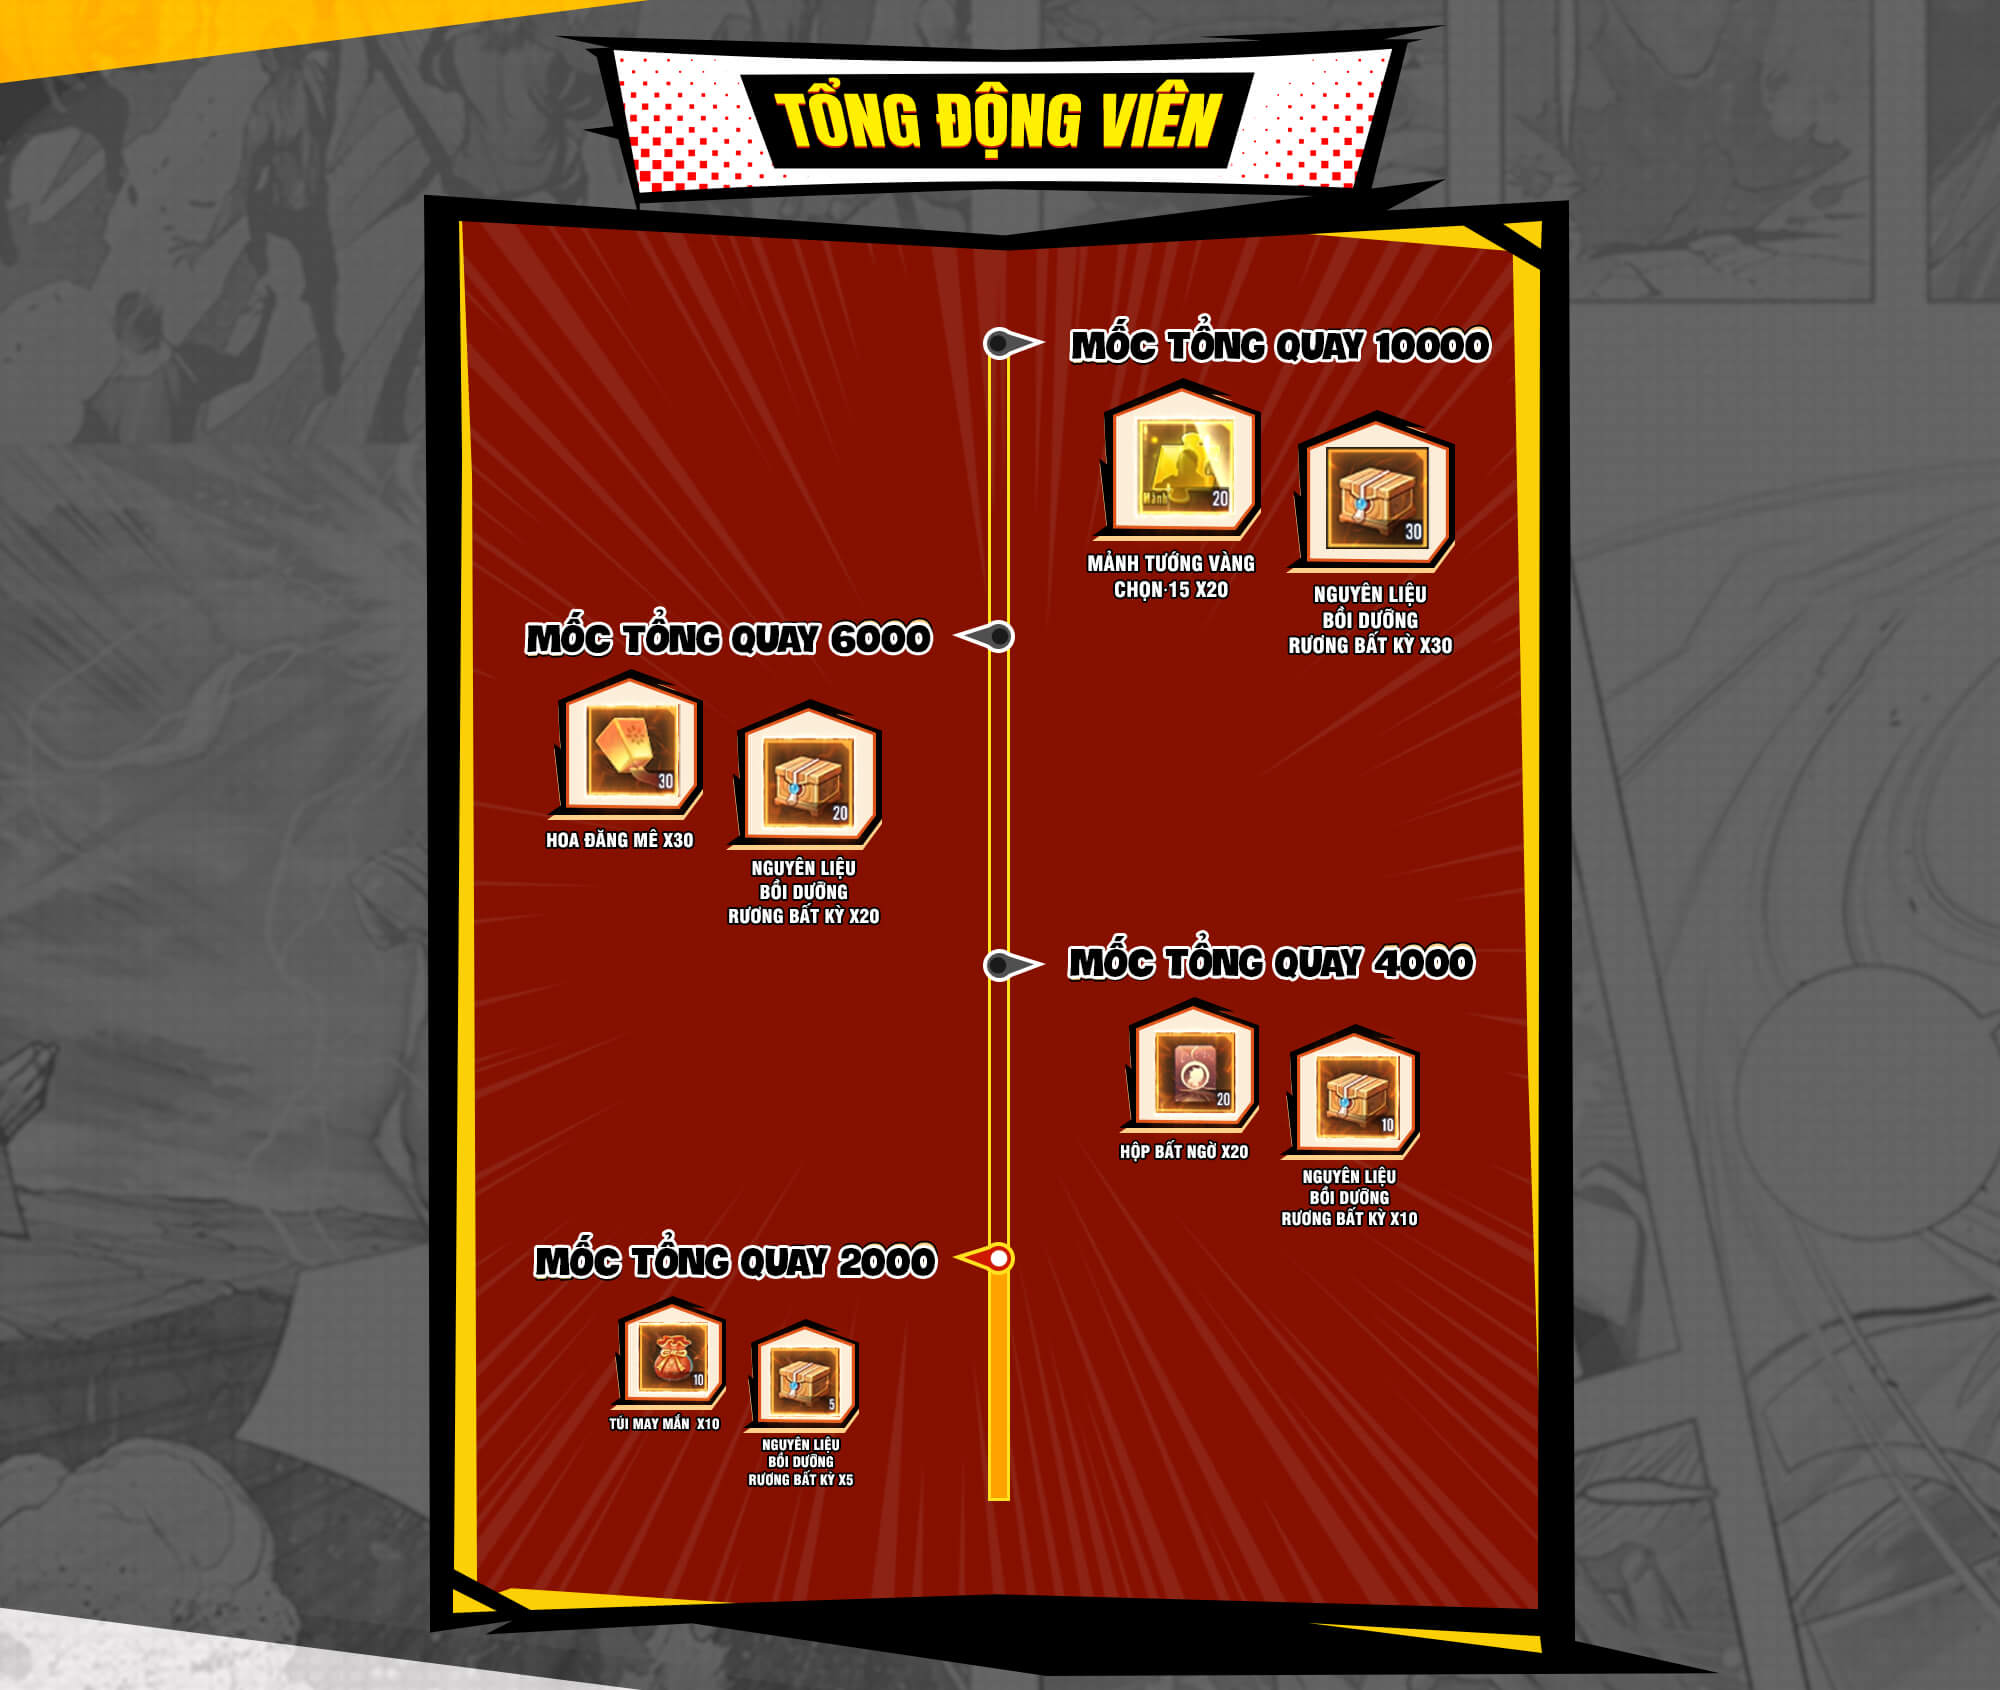 TỔNG ĐỘNG VIÊN
MỐC TỔNG QUAY 10000
Mảnh
20
30
MẢNH TƯỚNG VÀNG
CHỌN·15 X20
NGUYÊN LIỆU
BỒI DƯỠNG
RƯƠNG BẤT KỲ X30
MỐC TỔNG QUAY 6000
30
20
HOA ĐĂNG MÊ X30
NGUYÊN LIỆU
BỒI DƯỠNG
RƯƠNG BẤT KỲ X20
MỐC TỔNG QUAY 4000
20
10
HỘP BẤT NGỜ X20
NGUYÊN LIỆU
BỒI DƯỠNG
RƯƠNG BẤT KỲ X10
MỐC TỔNG QUAY 2000
10
5
TÚI MAY MẮN X10
NGUYÊN LIỆU
BỒI DƯỠNG
RƯƠNG BẤT KỲ X5